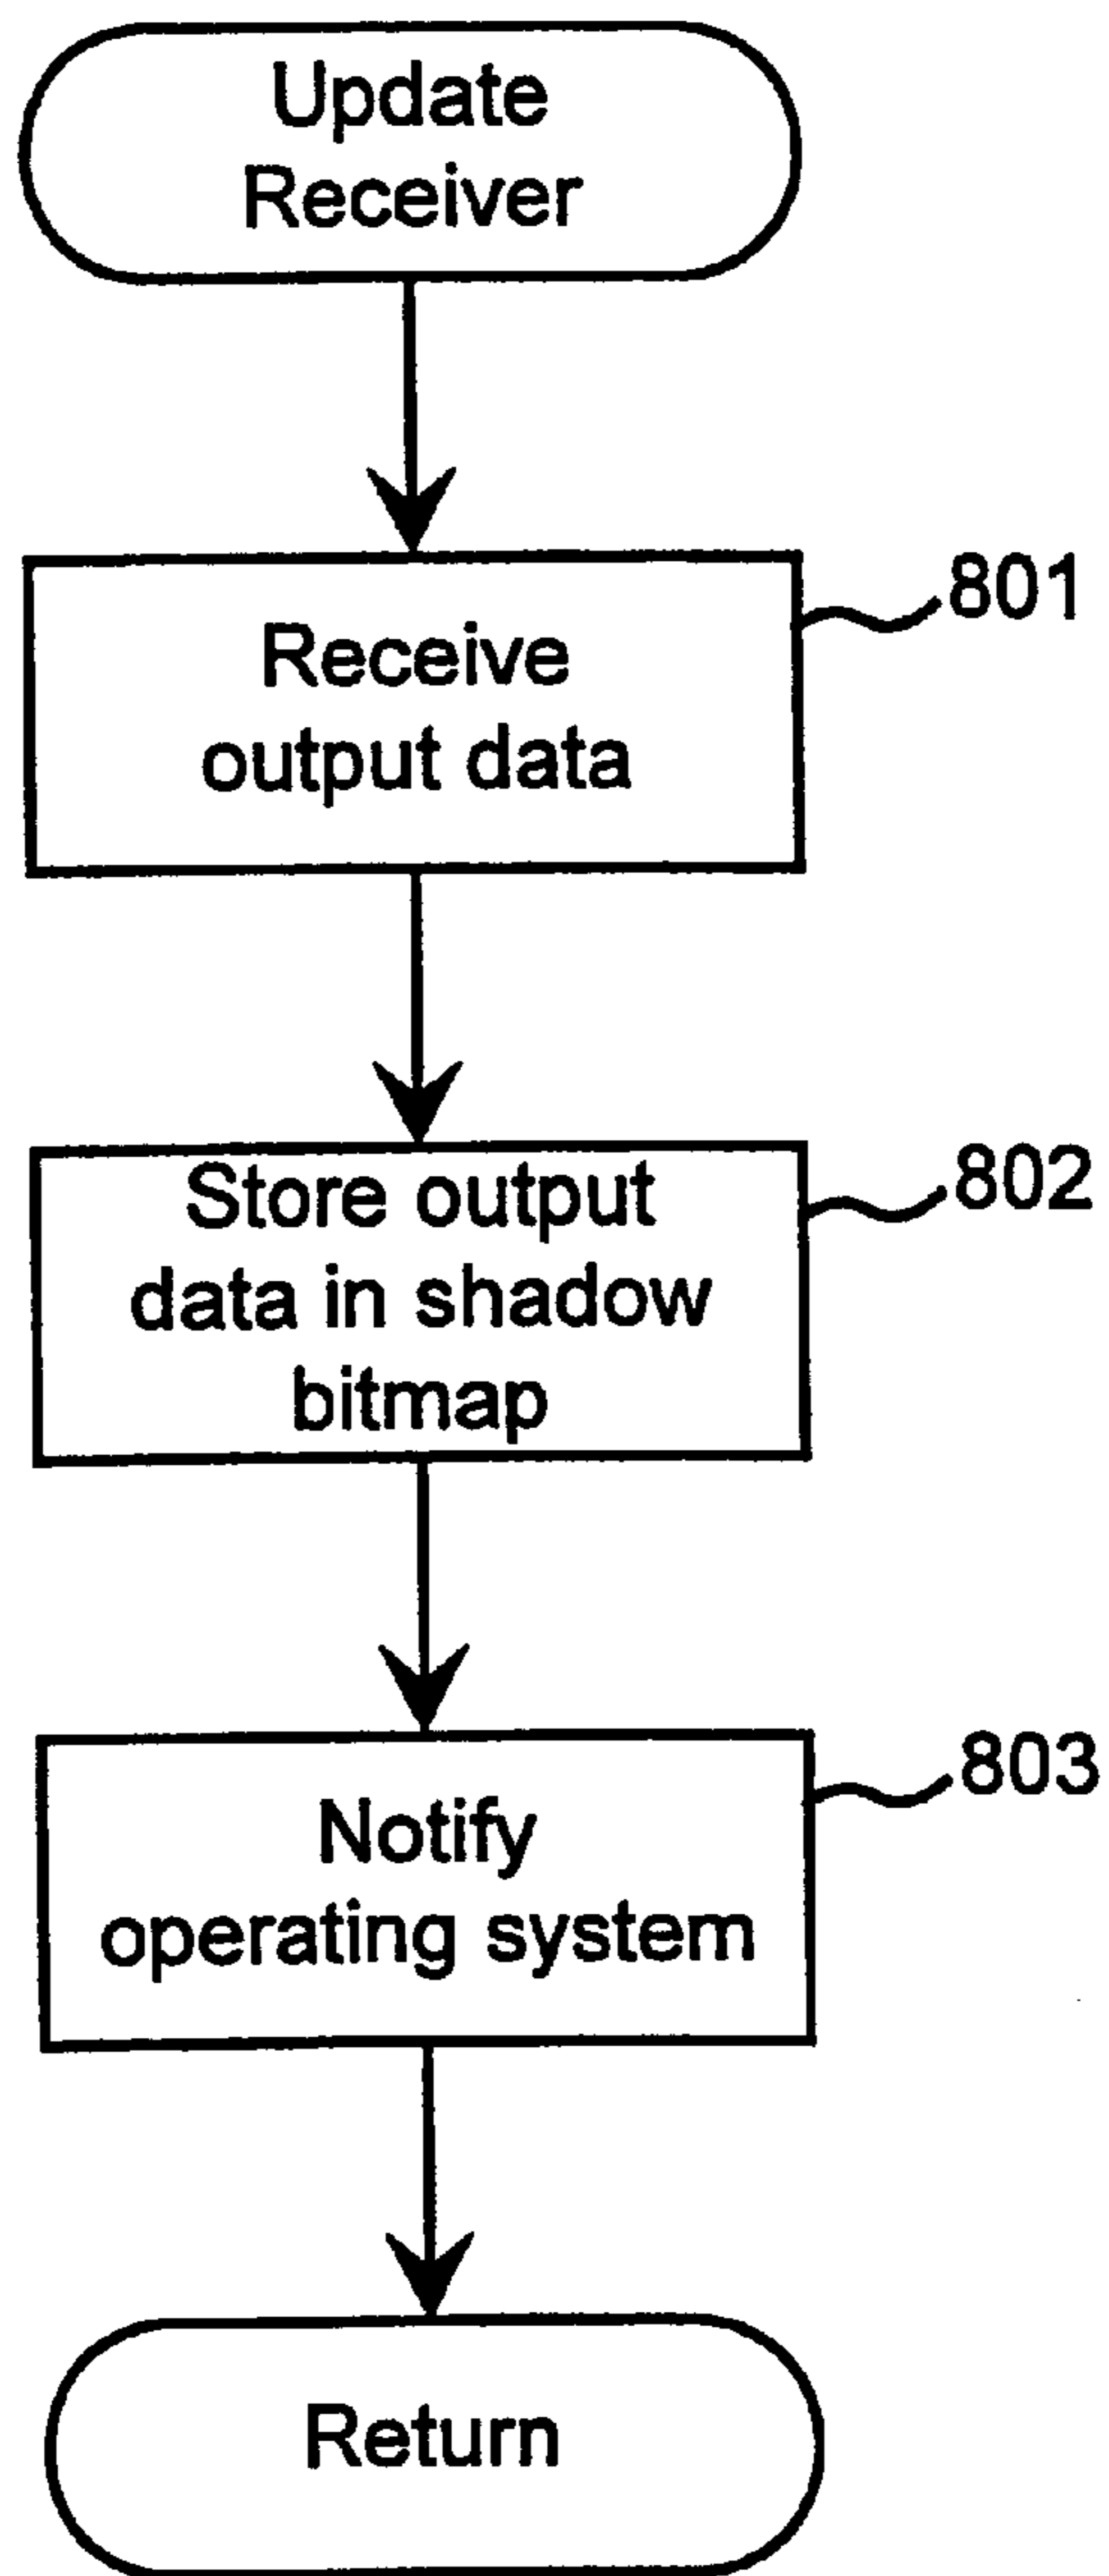 Update
Receiver
801
Receive
output data
802
Store output
data in shadow
bitmap
803
Notify
operating system
Return